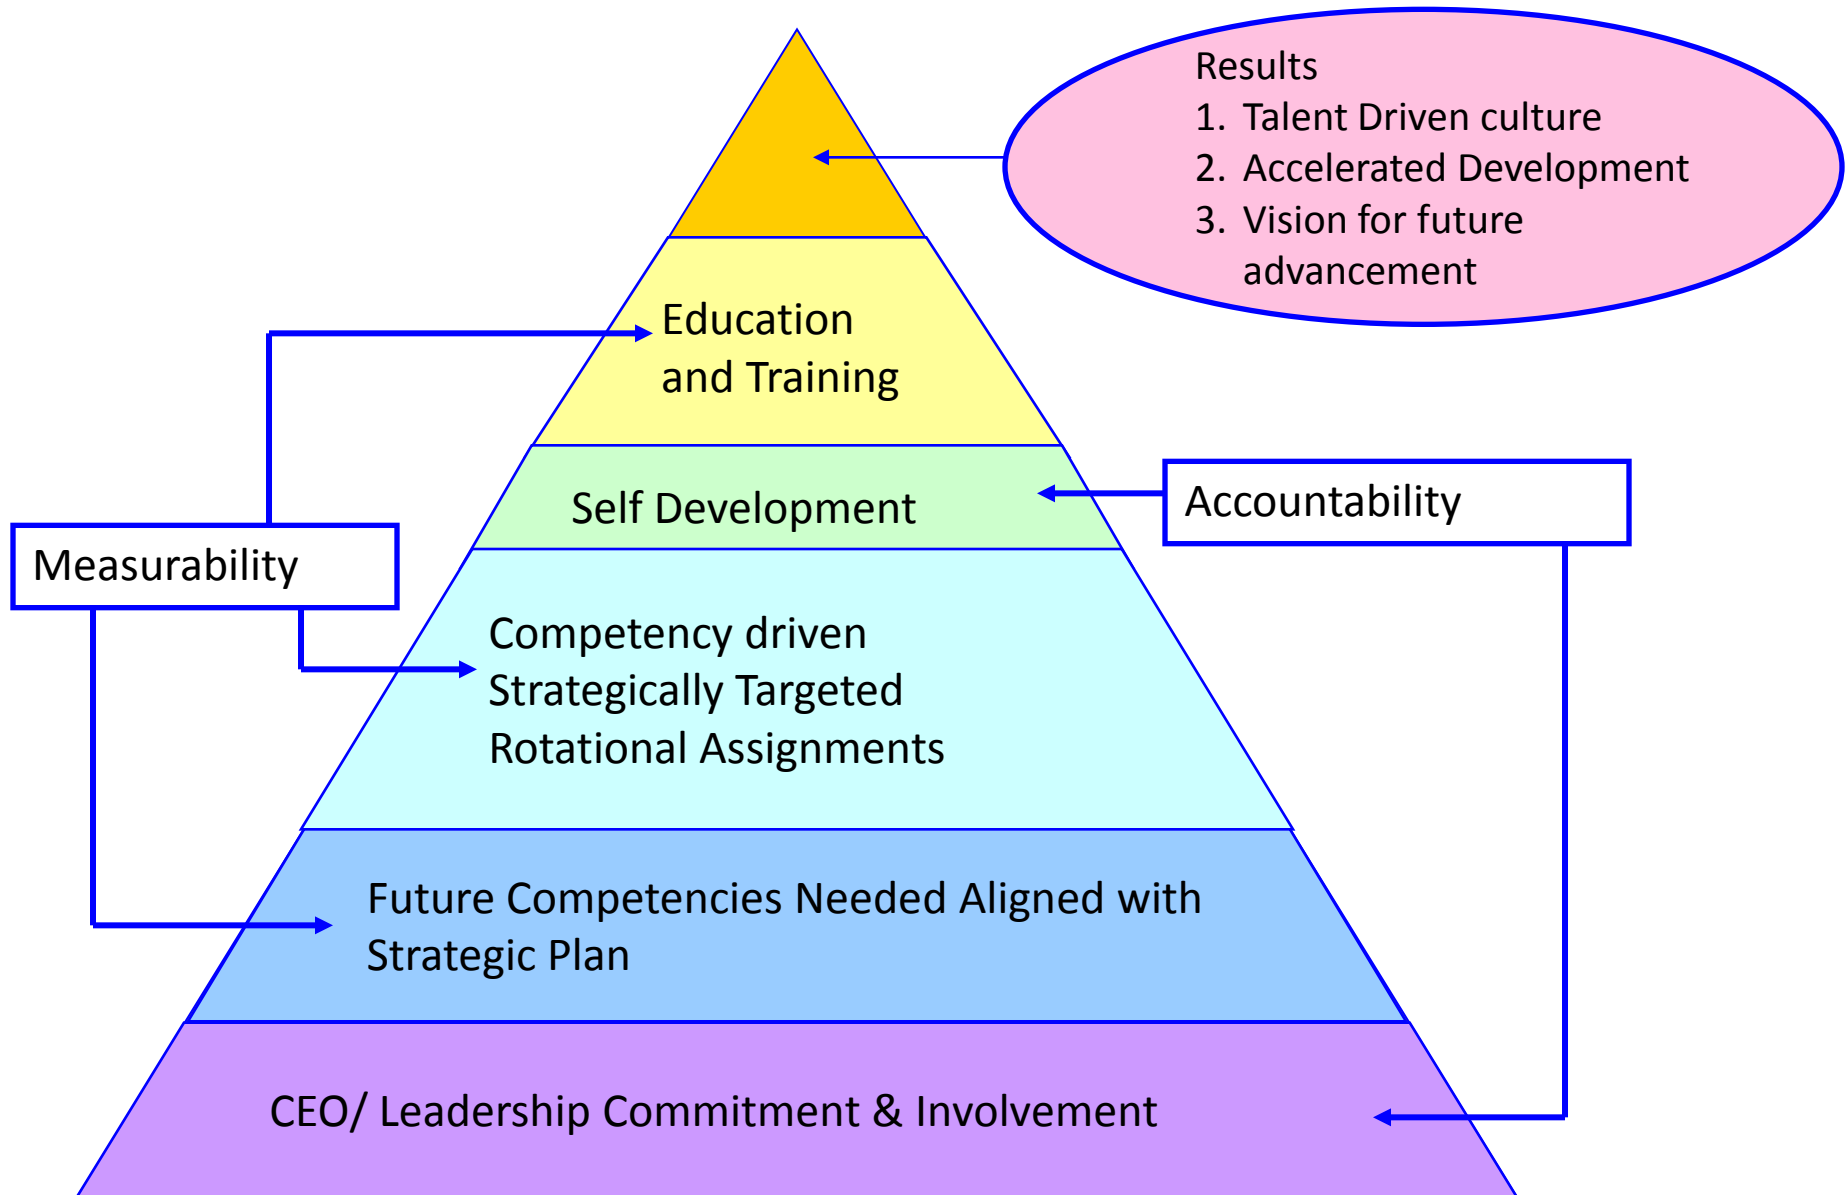 Results
1. Talent Driven culture
2. Accelerated Development
3. Vision for future
advancement
Education
and Training
Self Development
Accountability
Measurability
Competency driven
Strategically Targeted
Rotational Assignments
Future Competencies Needed Aligned with
Strategic Plan
CEO/ Leadership Commitment & Involvement